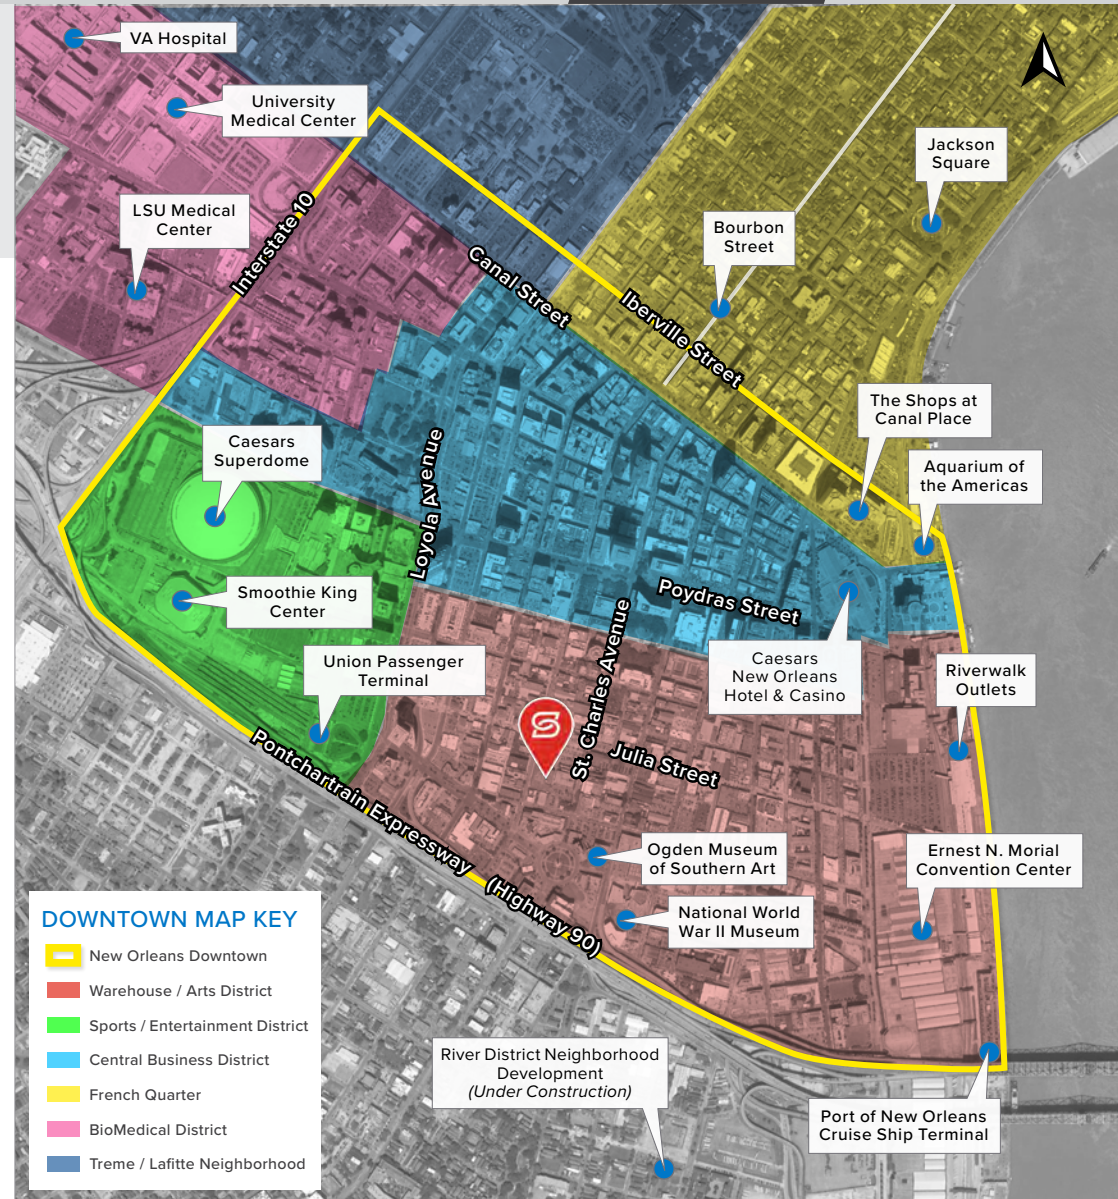 VA Hospital
University
Medical Center
Jackson
Square
LSU Medical
Center
Interstate 10
Bourbon
Street
Canal Street
Iberville Street
The Shops at
Canal Place
Caesars
Superdome
Aquarium of
the Americas
Loyola Avenue
Smoothie King
Center
Poydras Street
St. Charles Avenue
Union Passenger
Terminal
Caesars
New Orleans
Hotel & Casino
Riverwalk
Outlets
S
Julia Street
Pontchartrain Expressway (Highway 90)
Ogden Museum
of Southern Art
Ernest N. Morial
Convention Center
National World
War II Museum
DOWNTOWN MAP KEY
New Orleans Downtown
Warehouse / Arts District
Sports / Entertainment District
Central Business District
French Quarter
BioMedical District
Treme / Lafitte Neighborhood
River District Neighborhood
Development
(Under Construction)
Port of New Orleans
Cruise Ship Terminal